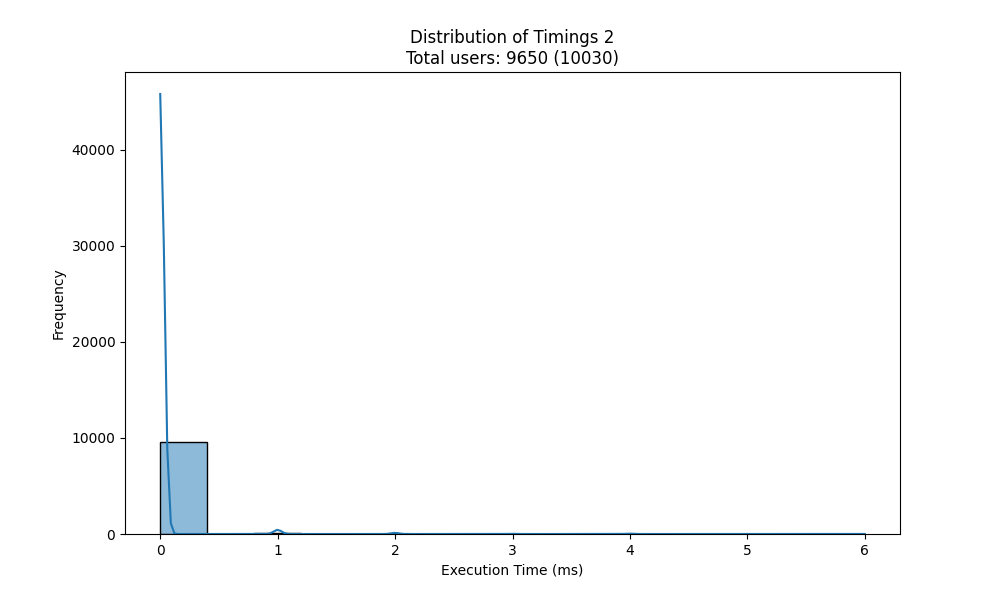 Distribution of Timings 2
Total users: 9650 (10030)
Frequency
40000
30000
20000
10000
0
0 1 2 3 4 5 6
Execution Time (ms)